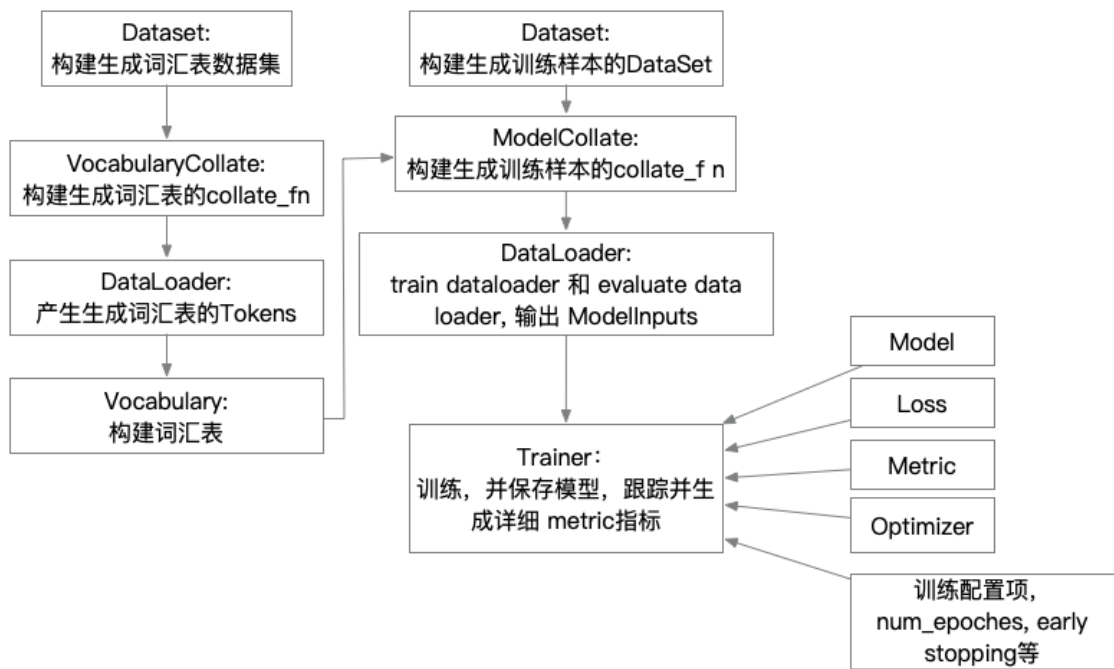 Dataset:
构建生成词汇表数据集
VocabularyCollate:
构建生成词汇表的collate_fn
DataLoader:
产生生成词汇表的Tokens
Vocabulary:
构建词汇表
Dataset:
构建生成训练样本的DataSet
ModelCollate:
构建生成训练样本的collate_f n
DataLoader:
train dataloader 和 evaluate data
loader, 输出 ModelInputs
Trainer：
训练，并保存模型，跟踪并生
成详细 metric指标
Model
Loss
Metric
Optimizer
训练配置项,
num_epoches, early
stopping等